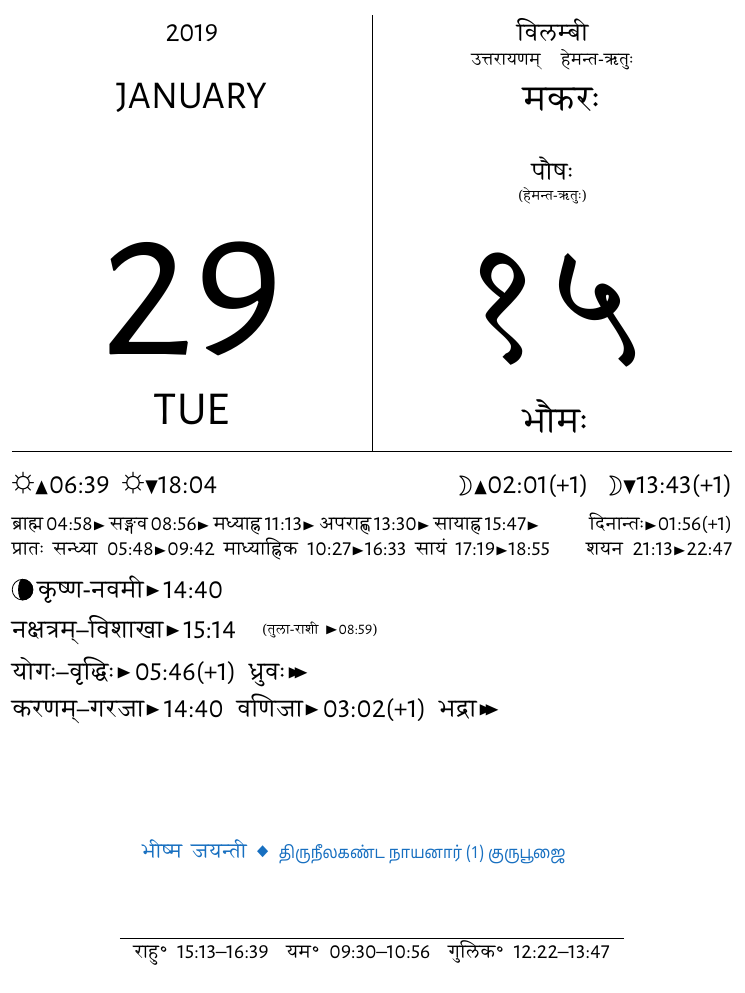 2019
JANUARY
29
TUE
विलम्बी
उत्तरायणम् हेमन्त-ऋतुः
मकरः
पौषः
(हेमन्त-ऋतुः)
१५
भौमः
☼▲06:39 ☼▼18:04 ☽▲02:01(+1) ☽▼13:43(+1)
ब्राह्म 04:58► सङ्गव 08:56► मध्याह्न 11:13► अपराह्ण 13:30► सायाह्न 15:47► दिनान्तः►01:56(+1)
प्रातः सन्ध्या 05:48►09:42 माध्याह्निक 10:27►16:33 सायं 17:19►18:55 शयन 21:13►22:47
कृष्ण-नवमी►14:40
नक्षत्रम्–विशाखा►15:14 (तुला-राशी ►08:59)
योगः–वृद्धिः►05:46(+1) ध्रुवः►►
करणम्–गरजा►14:40 वणिजा►03:02(+1) भद्रा►►
भीष्म जयन्ती ◆ திருநீலகண்ட நாயனார் (1) குருபூஜை
राहु॰ 15:13–16:39 यम॰ 09:30–10:56 गुलिक॰ 12:22–13:47